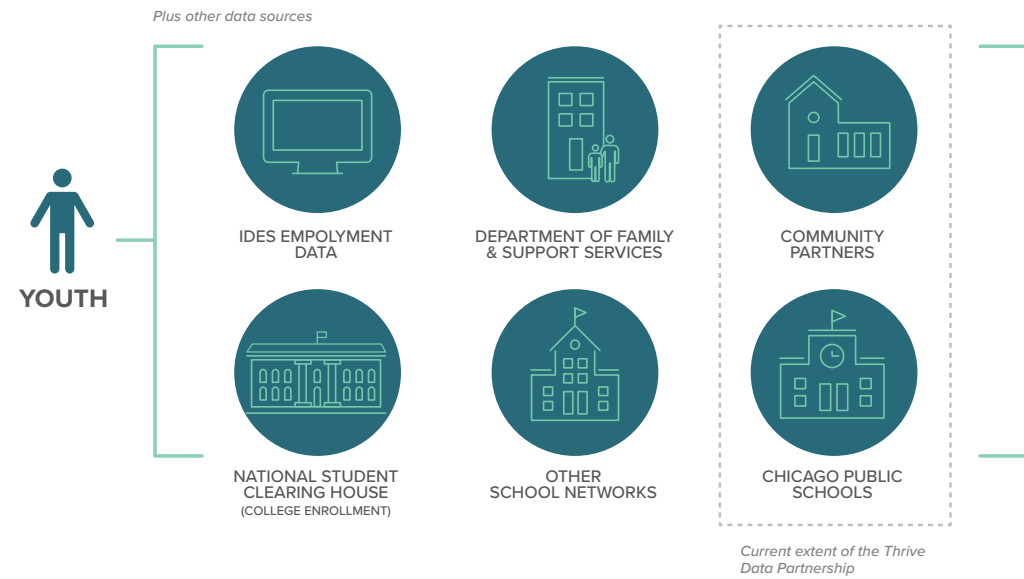 Plus other data sources
IDES EMPOLYMENT
DATA
DEPARTMENT OF FAMILY
& SUPPORT SERVICES
COMMUNITY
PARTNERS
YOUTH
NATIONAL STUDENT
CLEARING HOUSE
(COLLEGE ENROLLMENT)
OTHER
SCHOOL NETWORKS
CHICAGO PUBLIC
SCHOOLS
Current extent of the Thrive
Data Partnership